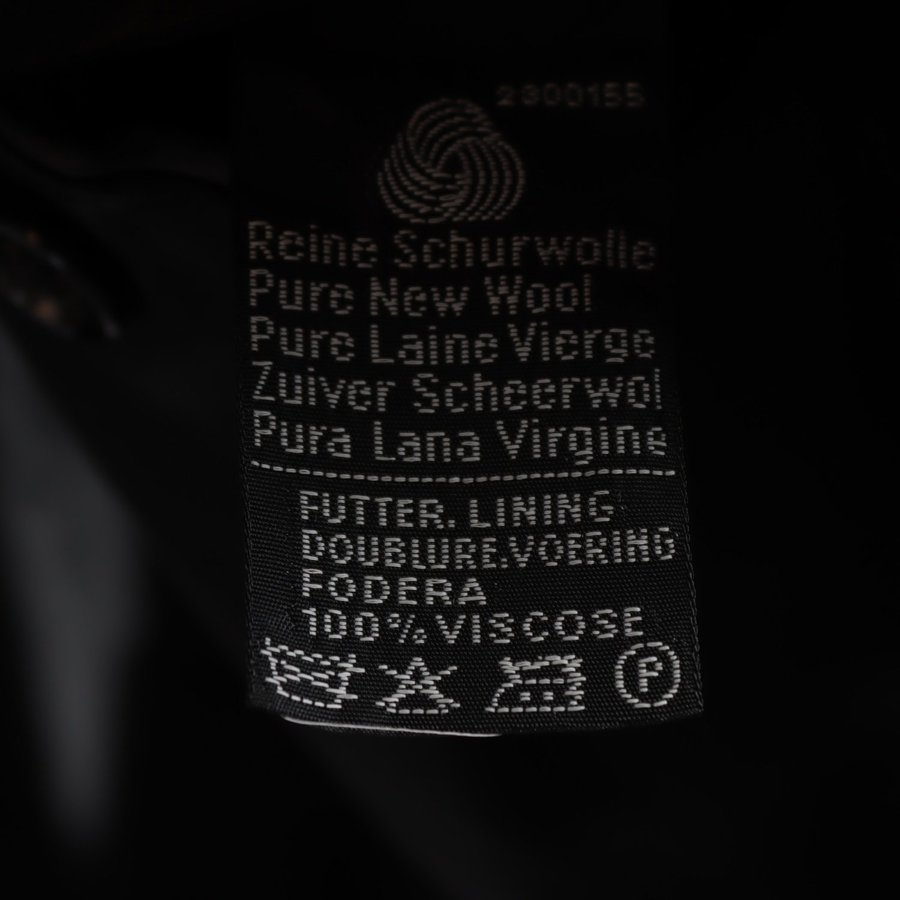 2800155
Reine Schurwolle
Pure New Wool
Pure Laine Vierge
Zuiver Scheerwol
Pura Lana Virgine
FUTTER. LINING
DOUBLURE.VOERING
FODERA
100% VISCOSE
P